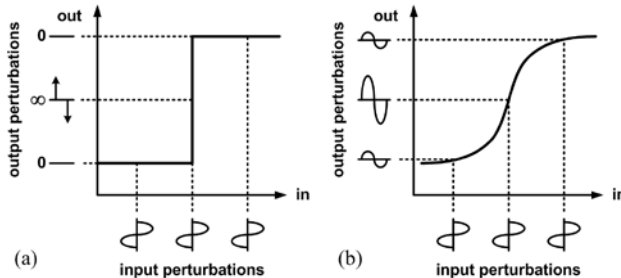 out
output perturbations
0
∞
0
in
input perturbations
(a)
out
output perturbations
in
input perturbations
(b)